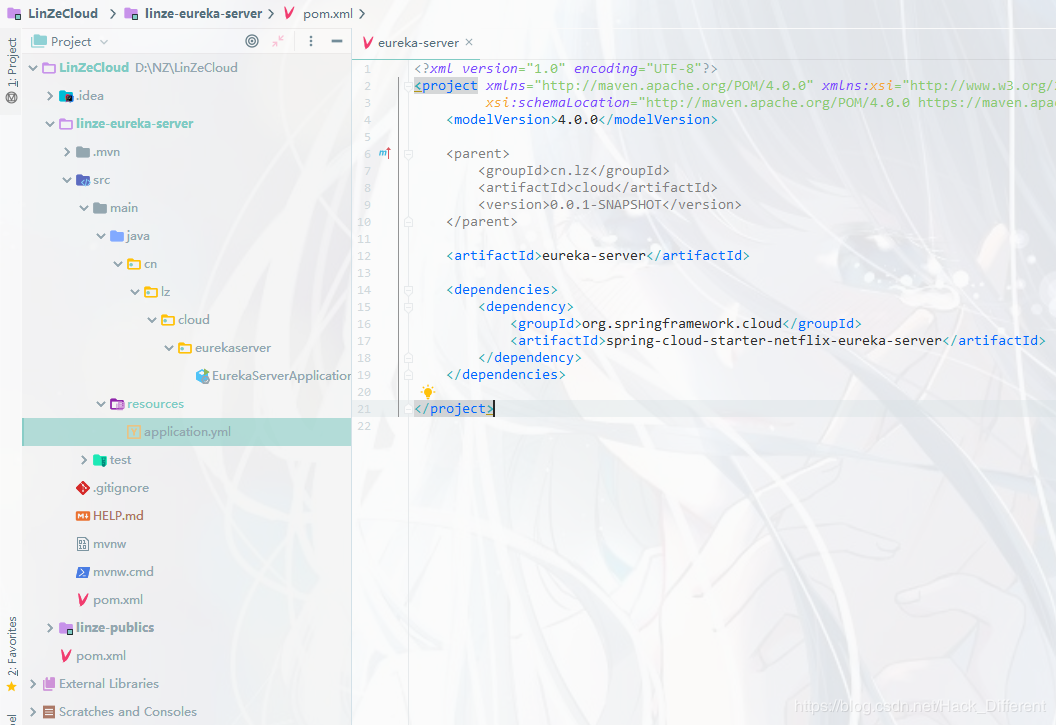 LinZeCloud > linze-eureka-server > pom.xml >
1: Project
Project
LinZeCloud D:\NZ\LinZeCloud
.idea
linze-eureka-server
.mvn
src
main
java
cn
lz
cloud
eurekaserver
EurekaServerApplication
resources
application.yml
test
.gitignore
HELP.md
mvnw
mvnw.cmd
pom.xml
linze-publics
pom.xml
External Libraries
Scratches and Consoles
2: Favorites
eureka-server ×
1 <?xml version="1.0" encoding="UTF-8"?>
2 <project xmlns="http://maven.apache.org/POM/4.0.0" xmlns:xsi="http://www.w3.org/
3 xsi:schemaLocation="http://maven.apache.org/POM/4.0.0 https://maven.apa
4 <modelVersion>4.0.0</modelVersion>
5
6 <parent>
7 <groupId>cn.lz</groupId>
8 <artifactId>cloud</artifactId>
9 <version>0.0.1-SNAPSHOT</version>
10 </parent>
11
12 <artifactId>eureka-server</artifactId>
13
14 <dependencies>
15 <dependency>
16 <groupId>org.springframework.cloud</groupId>
17 <artifactId>spring-cloud-starter-netflix-eureka-server</artifactId>
18 </dependency>
19 </dependencies>
20
21 </project>
22
https://blog.csdn.net/Hack_Different